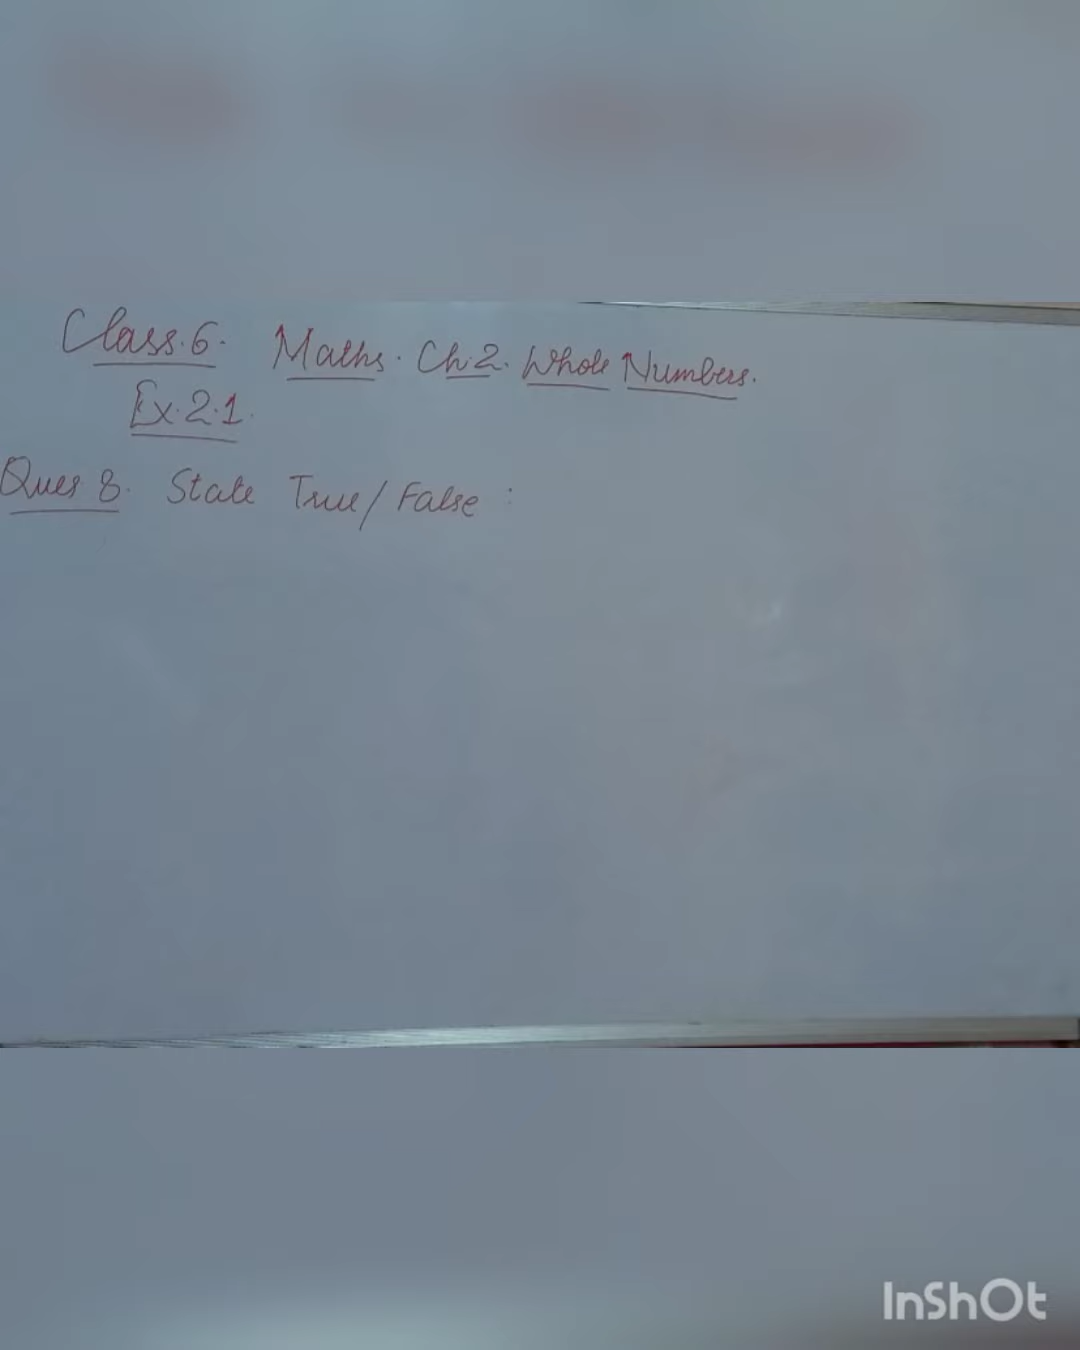 Class.6. Maths. Ch.2. Whole Numbers.
Ex.2.1.
Ques 8. State True/False :
InShOt